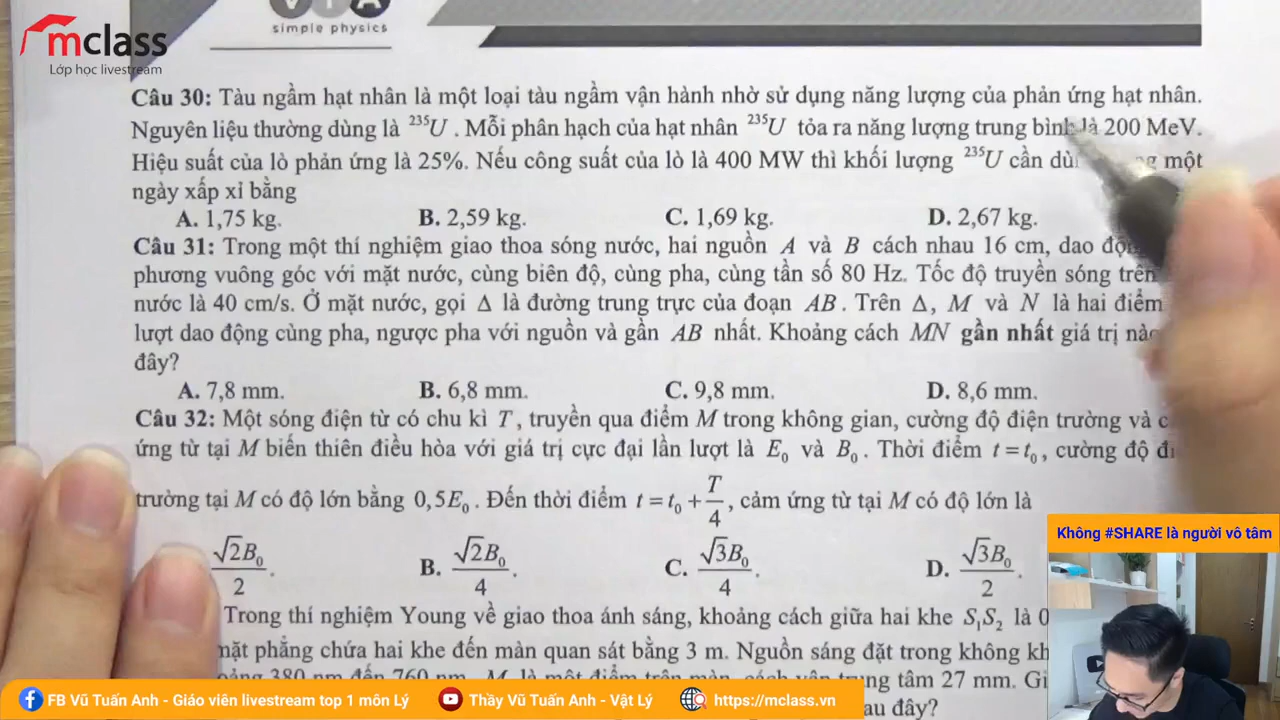 mclass
Lớp học livestream
VTA
simple physics
Câu 30: Tàu ngầm hạt nhân là một loại tàu ngầm vận hành nhờ sử dụng năng lượng của phản ứng hạt nhân.
Nguyên liệu thường dùng là ²³⁵U. Mỗi phân hạch của hạt nhân ²³⁵U tỏa ra năng lượng trung bình là 200 MeV.
Hiệu suất của lò phản ứng là 25%. Nếu công suất của lò là 400 MW thì khối lượng ²³⁵U cần một
ngày xấp xỉ bằng
A. 1,75 kg. B. 2,59 kg. C. 1,69 kg. D. 2,67 kg.
Câu 31: Trong một thí nghiệm giao thoa sóng nước, hai nguồn A và B cách nhau 16 cm, dao
phương vuông góc với mặt nước, cùng biên độ, cùng pha, cùng tần số 80 Hz. Tốc độ truyền sóng trên
nước là 40 cm/s. Ở mặt nước, gọi Δ là đường trung trực của đoạn AB. Trên Δ, M và N là hai điểm
lượt dao động cùng pha, ngược pha với nguồn và gần AB nhất. Khoảng cách MN gần nhất giá trị
đây?
A. 7,8 mm. B. 6,8 mm. C. 9,8 mm. D. 8,6 mm.
Câu 32: Một sóng điện từ có chu kì T, truyền qua điểm M trong không gian, cường độ điện trường và
ứng từ tại M biến thiên điều hòa với giá trị cực đại lần lượt là E₀ và B₀. Thời điểm t = t₀, cường độ
trường tại M có độ lớn bằng 0,5E₀. Đến thời điểm t = t₀ + T/4, cảm ứng từ tại M có độ lớn là
√2B₀/2. B. √2B₀/4. C. √3B₀/4. D. √3B₀/2.
Trong thí nghiệm Young về giao thoa ánh sáng, khoảng cách giữa hai khe S₁S₂ là 0
mặt phẳng chứa hai khe đến màn quan sát bằng 3 m. Nguồn sáng đặt trong không
380 nm đến 760 nm. M là một điểm trên màn, cách vân trung tâm 27 mm.
sau đây?
Không #SHARE là người vô tâm
FB Vũ Tuấn Anh - Giáo viên livestream top 1 môn Lý
Thầy Vũ Tuấn Anh - Vật Lý
https://mclass.vn